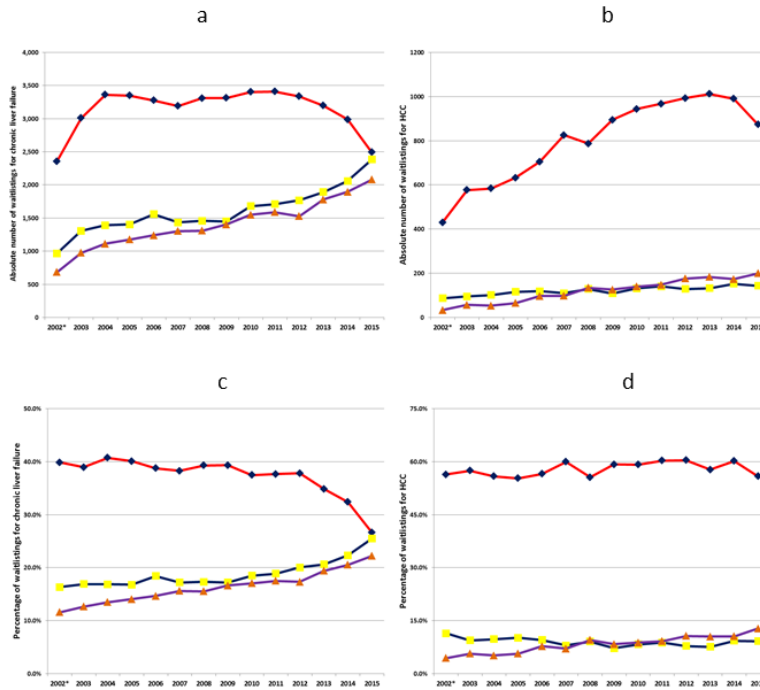 a
b
Absolute number of waitlistings for chronic liver failure
4,000
3,500
3,000
2,500
2,000
1,500
1,000
500
0
2002* 2003 2004 2005 2006 2007 2008 2009 2010 2011 2012 2013 2014 2015
Absolute number of waitlistings for HCC
1200
1000
800
600
400
200
0
2002* 2003 2004 2005 2006 2007 2008 2009 2010 2011 2012 2013 2014 201
c
d
Percentage of waitlistings for chronic liver failure
50.0%
40.0%
30.0%
20.0%
10.0%
0.0%
2002* 2003 2004 2005 2006 2007 2008 2009 2010 2011 2012 2013 2014 2015
Percentage of waitlistings for HCC
75.0%
60.0%
45.0%
30.0%
15.0%
0.0%
2002* 2003 2004 2005 2006 2007 2008 2009 2010 2011 2012 2013 2014 201